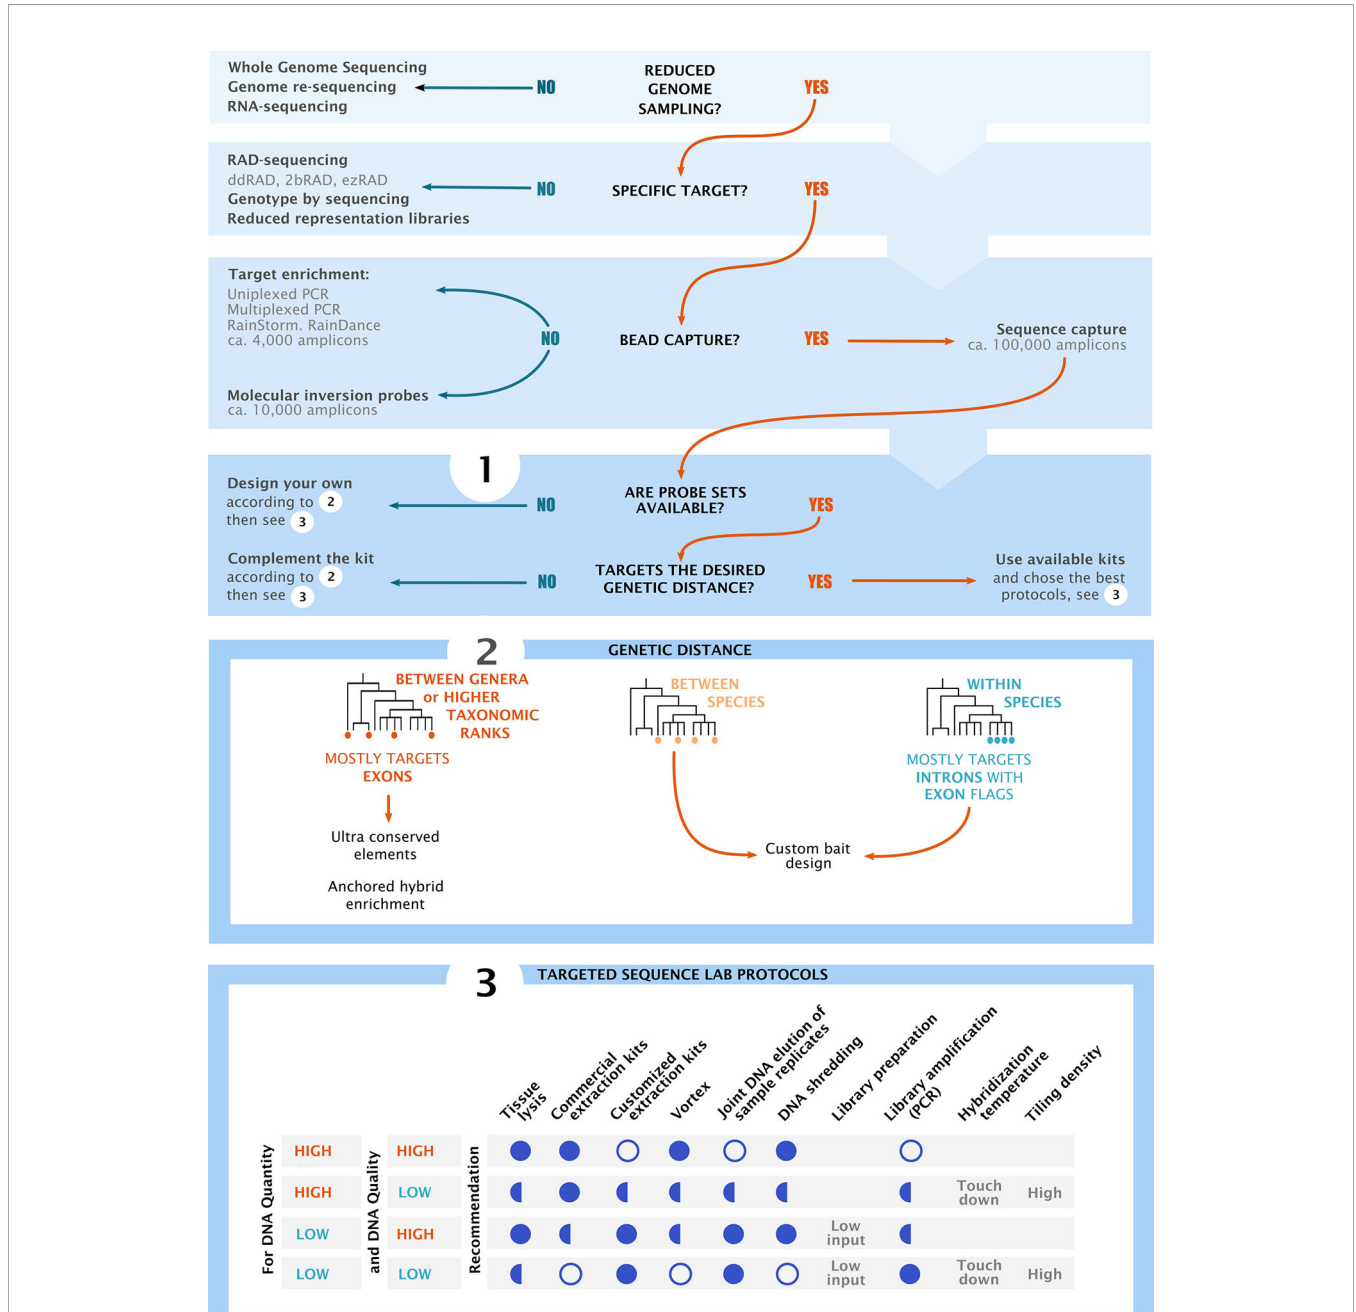 Whole Genome Sequencing
Genome re-sequencing
RNA-sequencing
NO
REDUCED
GENOME
SAMPLING?
YES
RAD-sequencing
ddRAD, 2bRAD, ezRAD
Genotype by sequencing
Reduced representation libraries
NO
SPECIFIC TARGET?
YES
Target enrichment:
Uniplexed PCR
Multiplexed PCR
RainStorm. RainDance
ca. 4,000 amplicons
Molecular inversion probes
ca. 10,000 amplicons
NO
BEAD CAPTURE?
YES
Sequence capture
ca. 100,000 amplicons
1
Design your own
according to 2
then see 3
NO
ARE PROBE SETS
AVAILABLE?
YES
Complement the kit
according to 2
then see 3
NO
TARGETS THE DESIRED
GENETIC DISTANCE?
YES
Use available kits
and chose the best
protocols, see 3
2
GENETIC DISTANCE
BETWEEN GENERA
or HIGHER
TAXONOMIC
RANKS
MOSTLY TARGETS
EXONS
Ultra conserved
elements
Anchored hybrid
enrichment
BETWEEN
SPECIES
WITHIN
SPECIES
MOSTLY TARGETS
INTRONS WITH
EXON FLAGS
Custom bait
design
3
TARGETED SEQUENCE LAB PROTOCOLS
Tissue
lysis
Commercial
extraction kits
Customized
extraction kits
Vortex
Joint DNA elution of
sample replicates
DNA shredding
Library preparation
Library amplification
(PCR)
Hybridization
temperature
Tiling density
For DNA Quantity
and DNA Quality
Recommendation
HIGH HIGH
HIGH LOW Touch down High
LOW HIGH Low input
LOW LOW Low input Touch down High